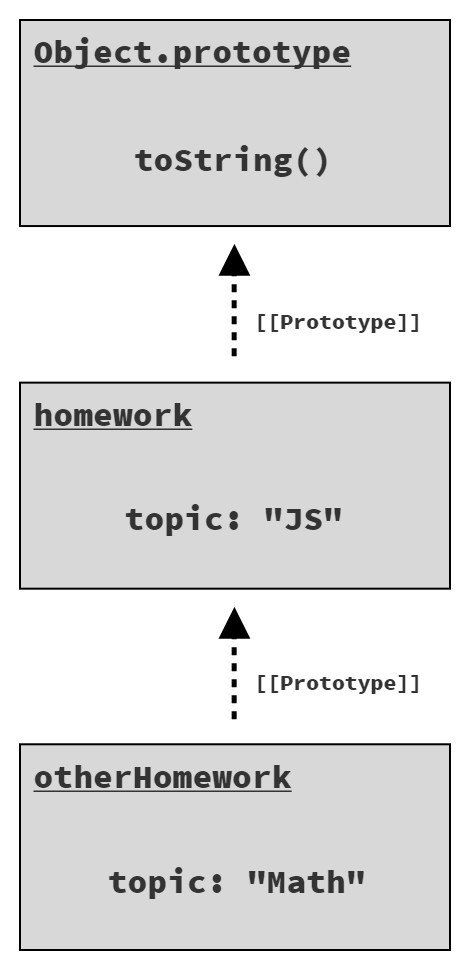 Object.prototype
toString()
[[Prototype]]
homework
topic: "JS"
[[Prototype]]
otherHomework
topic: "Math"